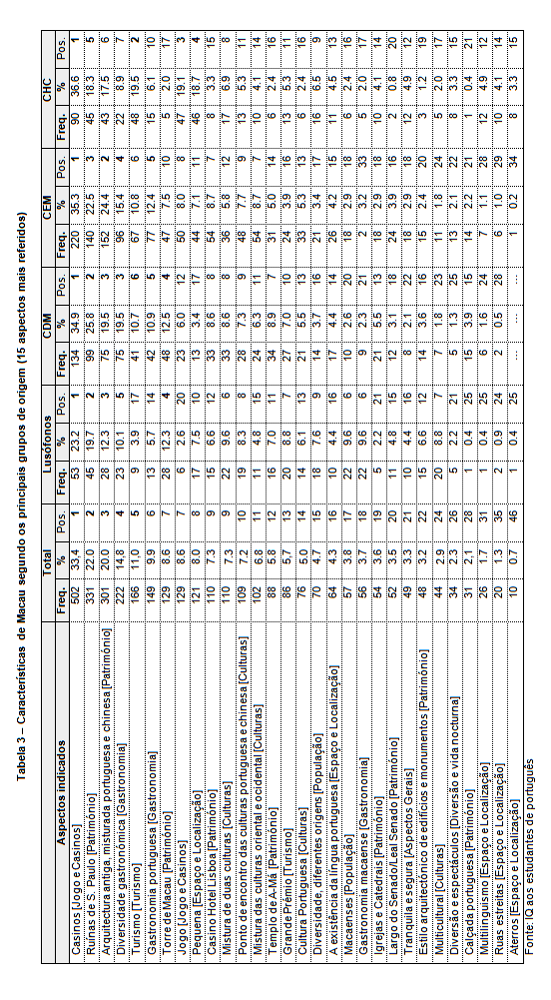 Tabela 3 – Características de Macau segundo os principais grupos de origem (15 aspectos mais referidos)
Aspectos indicados Total Lusófonos CDM CEM CHC
Freq. % Pos. Freq. % Pos. Freq. % Pos. Freq. % Pos. Freq. % Pos.
Casinos [Jogo e Casinos] 502 33,4 1 53 23.2 1 134 34.9 1 220 35.3 1 90 36.6 1
Ruínas de S. Paulo [Património] 331 22.0 2 45 19.7 2 99 25.8 2 140 22.5 3 45 18.3 5
Arquitectura antiga, misturada portuguesa e chinesa [Património] 301 20.0 3 28 12.3 3 75 19.5 3 152 24.4 2 43 17.5 6
Diversidade gastronómica [Gastronomia] 222 14.8 4 23 10.1 5 75 19.5 3 96 15.4 4 22 8.9 7
Turismo [Turismo] 166 11.0 5 9 3.9 17 41 10.7 6 67 10.8 6 48 19.5 2
Gastronomia portuguesa [Gastronomia] 149 9.9 6 13 5.7 14 42 10.9 5 77 12.4 5 15 6.1 10
Torre de Macau [Património] 129 8.6 7 28 12.3 4 48 12.5 4 47 7.5 10 5 2.0 17
Jogo [Jogo e Casinos] 129 8.6 7 6 2.6 20 23 6.0 12 50 8.0 8 47 19.1 3
Pequena [Espaço e Localização] 121 8.0 8 17 7.5 10 13 3.4 17 44 7.1 11 46 18.7 4
Casino Hotel Lisboa [Património] 110 7.3 9 15 6.6 12 33 8.6 8 54 8.7 7 8 3.3 15
Mistura de duas culturas [Culturas] 110 7.3 9 22 9.6 6 33 8.6 8 36 5.8 12 17 6.9 8
Ponto de encontro das culturas portuguesa e chinesa [Culturas] 109 7.2 10 19 8.3 8 28 7.3 9 48 7.7 9 13 5.3 11
Mistura das culturas oriental e ocidental [Culturas] 102 6.8 11 11 4.8 15 24 6.3 11 54 8.7 7 10 4.1 14
Templo de A-Má [Património] 88 5.8 12 16 7.0 11 34 8.9 7 31 5.0 14 6 2.4 16
Grande Prémio [Turismo] 86 5,7 13 20 8.8 7 27 7.0 10 24 3.9 16 13 5.3 11
Cultura Portuguesa [Culturas] 76 5.0 14 14 6.1 13 21 5.5 13 33 5.3 13 6 2.4 16
Diversidade, diferentes origens [População] 70 4.7 15 18 7.6 9 14 3.7 16 21 3.4 17 16 6.5 9
A existência da língua portuguesa [Espaço e Localização] 64 4.3 16 10 4.4 16 17 4.4 14 26 4.2 15 11 4.5 13
Macaenses [População] 57 3.8 17 22 9.6 6 10 2.6 20 18 2.9 18 6 2.4 16
Gastronomia macaense [Gastronomia] 56 3.7 18 22 9.6 6 9 2.3 21 2 3.2 33 5 2.0 17
Igrejas e Catedrais [Património] 54 3.6 19 5 2.2 21 21 5.5 13 18 2.9 18 10 4.1 14
Largo do Senado/Leal Senado [Património] 52 3.5 20 11 4.8 15 12 3.1 18 24 3.9 16 2 0.8 20
Tranquila e segura [Aspectos Gerais] 49 3.3 21 10 4.4 16 8 2.1 22 18 2.9 18 12 4.9 12
Estilo arquitectónico de edifícios e monumentos [Património] 48 3.2 22 15 6.6 12 14 3.6 15 15 2.4 20 3 1.2 19
Multicultural [Culturas] 44 2.9 24 20 8.8 8 7 1.8 23 11 1.8 24 5 2.0 17
Diversão e espectáculos [Diversão e vida nocturna] 34 2.3 26 5 2.2 21 5 1.3 25 13 2.1 22 8 3.3 15
Calçada portuguesa [Património] 31 2,1 28 1 0.4 25 15 3.9 15 14 2.2 21 1 0.4 21
Multilinguismo [Espaço e Localização] 26 1.7 31 1 0.4 25 6 1.6 24 7 1.1 28 12 4.9 12
Ruas estreitas [Espaço e Localização] 20 1.3 35 2 0.9 24 2 0.5 28 6 1.0 29 10 4.1 14
Aterros [Espaço e Localização] 10 0.7 46 1 0.4 25 … … … 1 0.2 34 8 3.3 15
Fonte: IQ aos estudantes de português